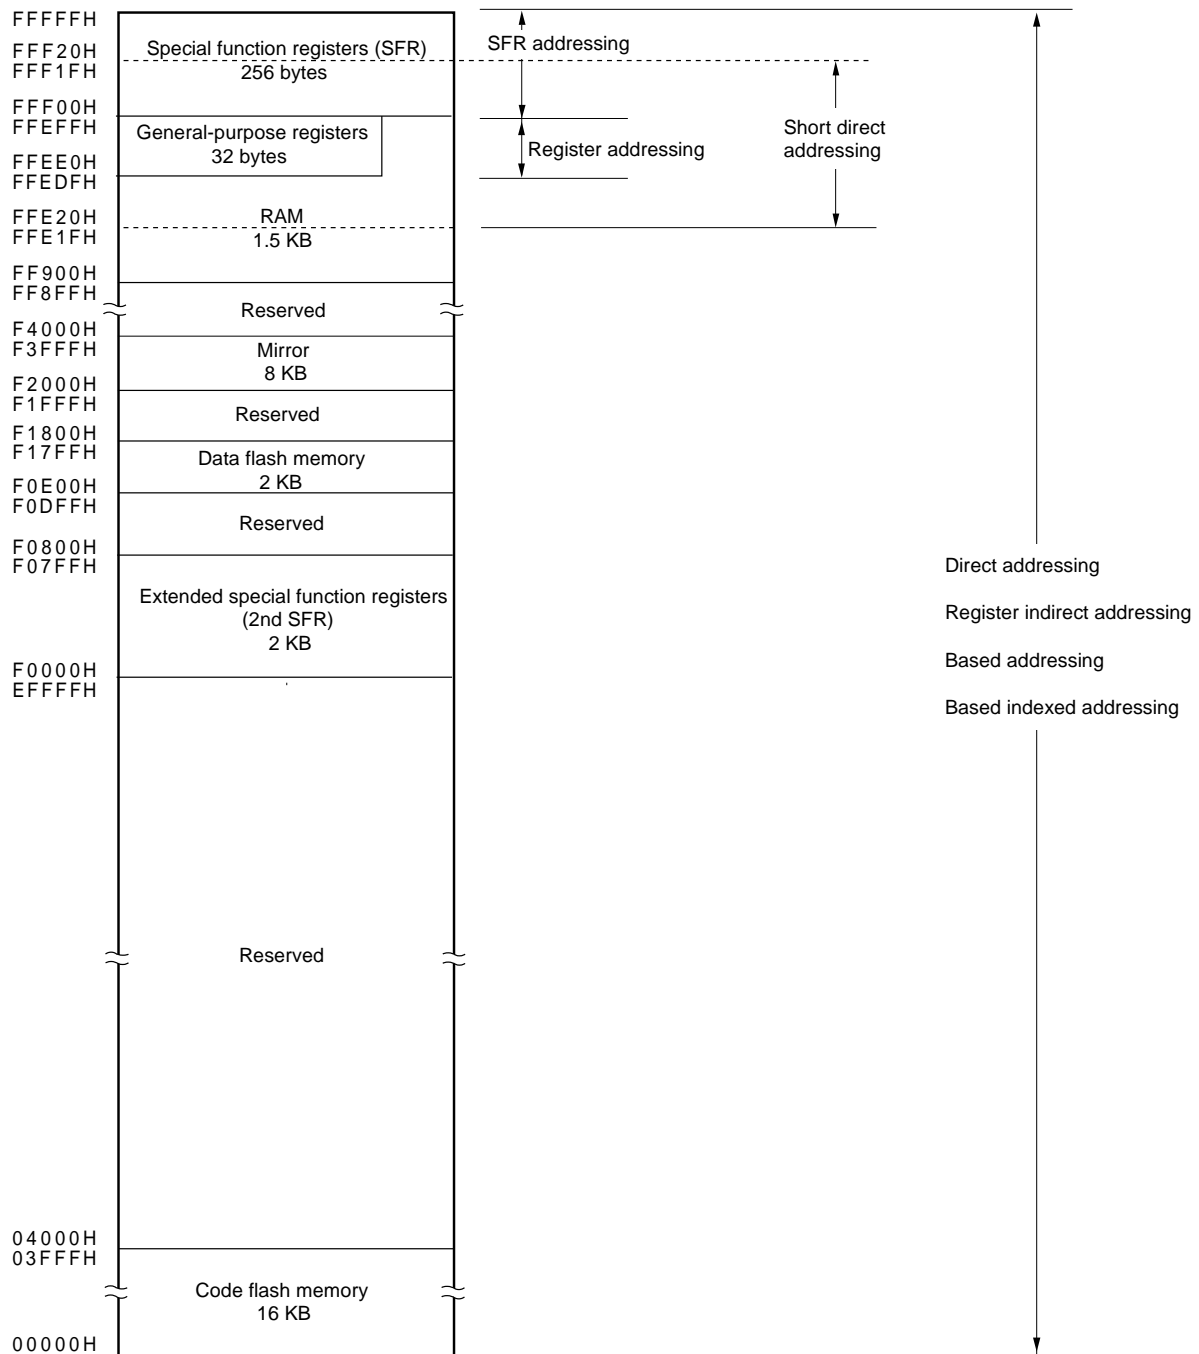 FFFFFH
Special function registers (SFR)
256 bytes
SFR addressing
FFF20H
FFF1FH
FFF00H
FFEFFH
General-purpose registers
32 bytes
Register addressing
Short direct
addressing
FFEE0H
FFEDFH
RAM
1.5 KB
FFE20H
FFE1FH
FF900H
FF8FFH
Reserved
F4000H
F3FFFH
Mirror
8 KB
F2000H
F1FFFH
Reserved
F1800H
F17FFH
Data flash memory
2 KB
F0E00H
F0DFFH
Reserved
F0800H
F07FFH
Extended special function registers
(2nd SFR)
2 KB
Direct addressing
Register indirect addressing
Based addressing
Based indexed addressing
F0000H
EFFFFH
Reserved
04000H
03FFFH
Code flash memory
16 KB
00000H